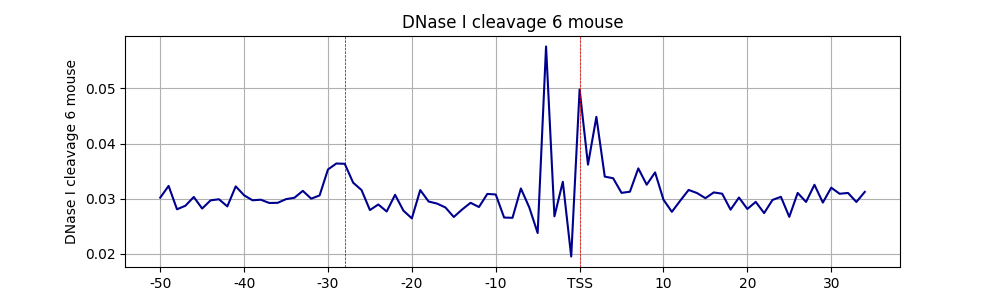 DNase I cleavage 6 mouse
DNase I cleavage 6 mouse
0.05
0.04
0.03
0.02
-50 -40 -30 -20 -10 TSS 10 20 30